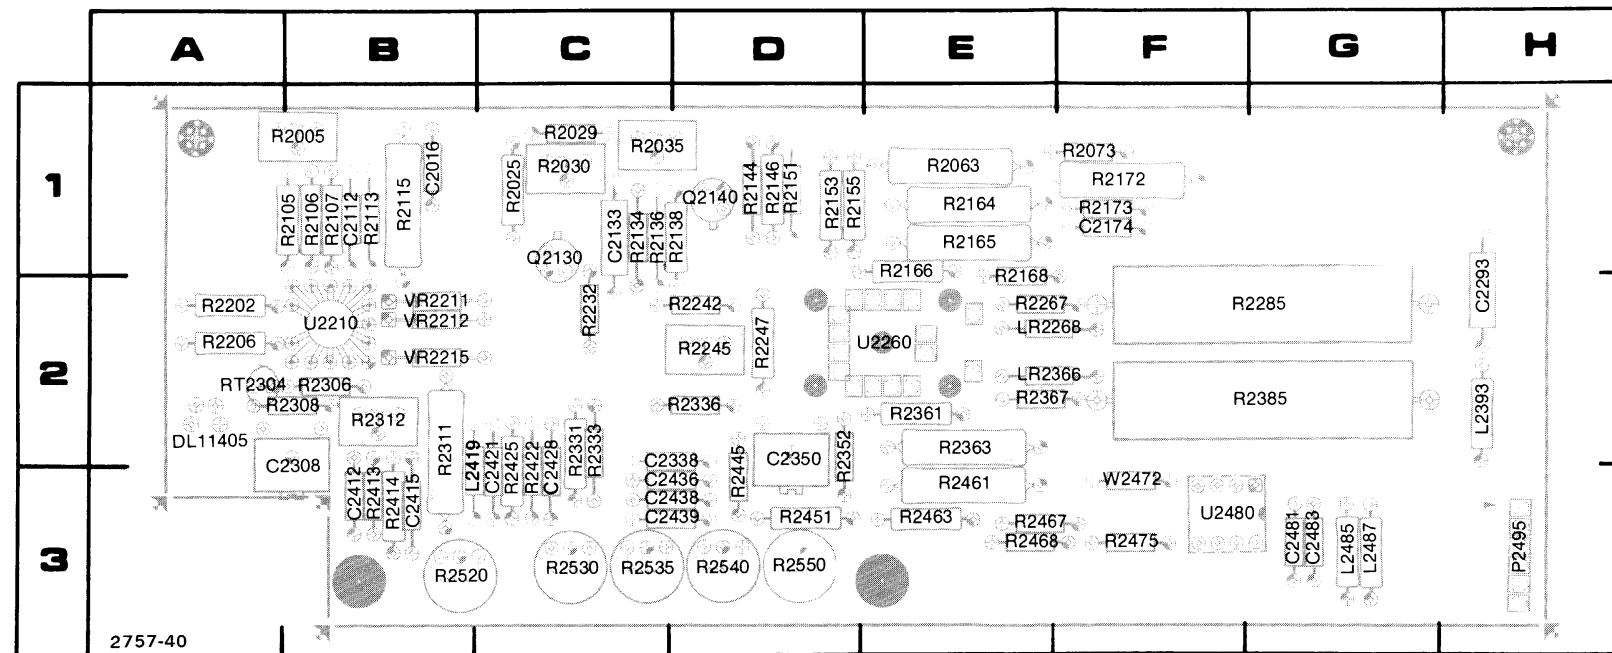 A B C D E F G H
1
R2005
R2029
R2035
R2030
C2016
R2025
R2115
R2105
R2106
R2107
C2112
R2113
Q2130
C2133
R2134
R2136
R2138
Q2140
R2144
R2146
R2151
R2153
R2155
R2063
R2164
R2165
R2166
R2168
R2073
R2172
R2173
C2174
2
R2202
R2206
U2210
VR2211
VR2212
VR2215
R2232
R2242
R2245
R2247
U2260
R2267
LR2268
R2285
C2293
RT2304
R2306
R2308
R2312
R2311
DL11405
C2308
R2331
R2333
R2336
C2338
C2350
R2352
R2361
R2363
LR2366
R2367
R2385
L2393
L2419
C2421
R2425
R2422
C2428
C2412
R2413
R2414
C2415
3
C2436
C2438
C2439
R2445
R2451
R2461
R2463
R2467
R2468
W2472
R2475
U2480
C2481
C2483
L2485
L2487
P2495
R2520
R2530
R2535
R2540
R2550
2757-40